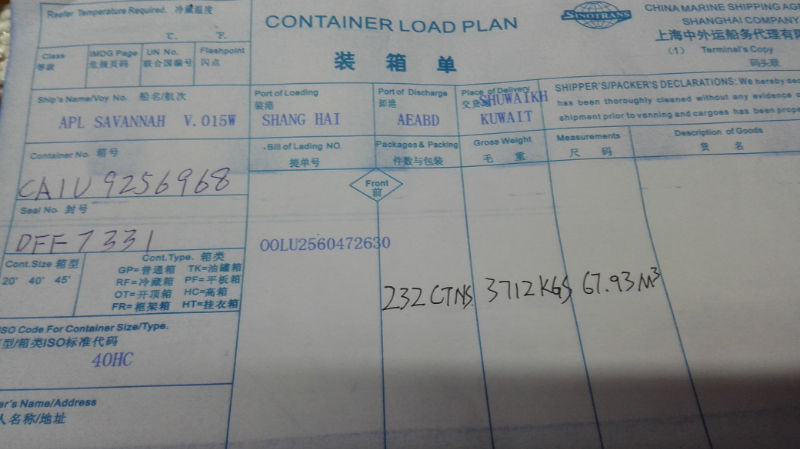 Reefer Temperature Required. 冷藏温度
℃. ℉.
CONTAINER LOAD PLAN
装箱单
SINOTRANS
CHINA MARINE SHIPPING AG
SHANGHAI COMPANY
上海中外运船务代理有限
(1) Terminal's Copy
码头联
Class 等级
IMDG Page 危规页码
UN No. 联合国编号
Flashpoint 闪点
Ship's Name/Voy No. 船名/航次
APL SAVANNAH V.015W
Port of Loading 装港
SHANG HAI
Port of Discharge 卸港
AEABD
Place of Delivery 交货地
SHUWAIKH
KUWAIT
SHIPPER'S/PACKER'S DECLARATIONS: We hereby dec
has been thoroughly cleaned without any evidence o
shipment prior to vanning and cargoes has been prope
Container No. 箱号
CAIU 9256968
Bill of Lading NO.
提单号
Packages & Packing
件数与包装
Gross Weight
毛 重
Measurements
尺 码
Description of Goods
货 名
Seal No. 封号
DFF7331
Front
前
OOLU2560472630
232 CTNS 3712 KGS 67.93 M³
Cont.Size 箱型
20' 40' 45'
Cont.Type. 箱类
GP=普通箱 TK=油罐箱
RF=冷藏箱 PF=平板箱
OT=开顶箱 HC=高箱
FR=框架箱 HT=挂衣箱
ISO Code For Container Size/Type.
型/箱类ISO标准代码
40HC
er's Name/Address
人名称/地址